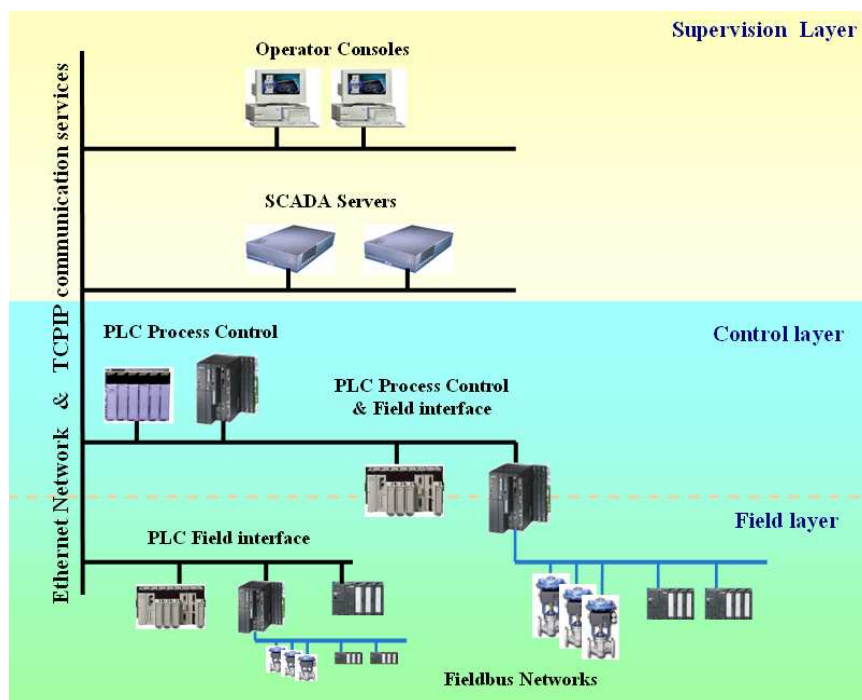 Supervision Layer
Operator Consoles
SCADA Servers
Ethernet Network & TCPIP communication services
PLC Process Control
Control layer
PLC Process Control
& Field interface
Field layer
PLC Field interface
Fieldbus Networks